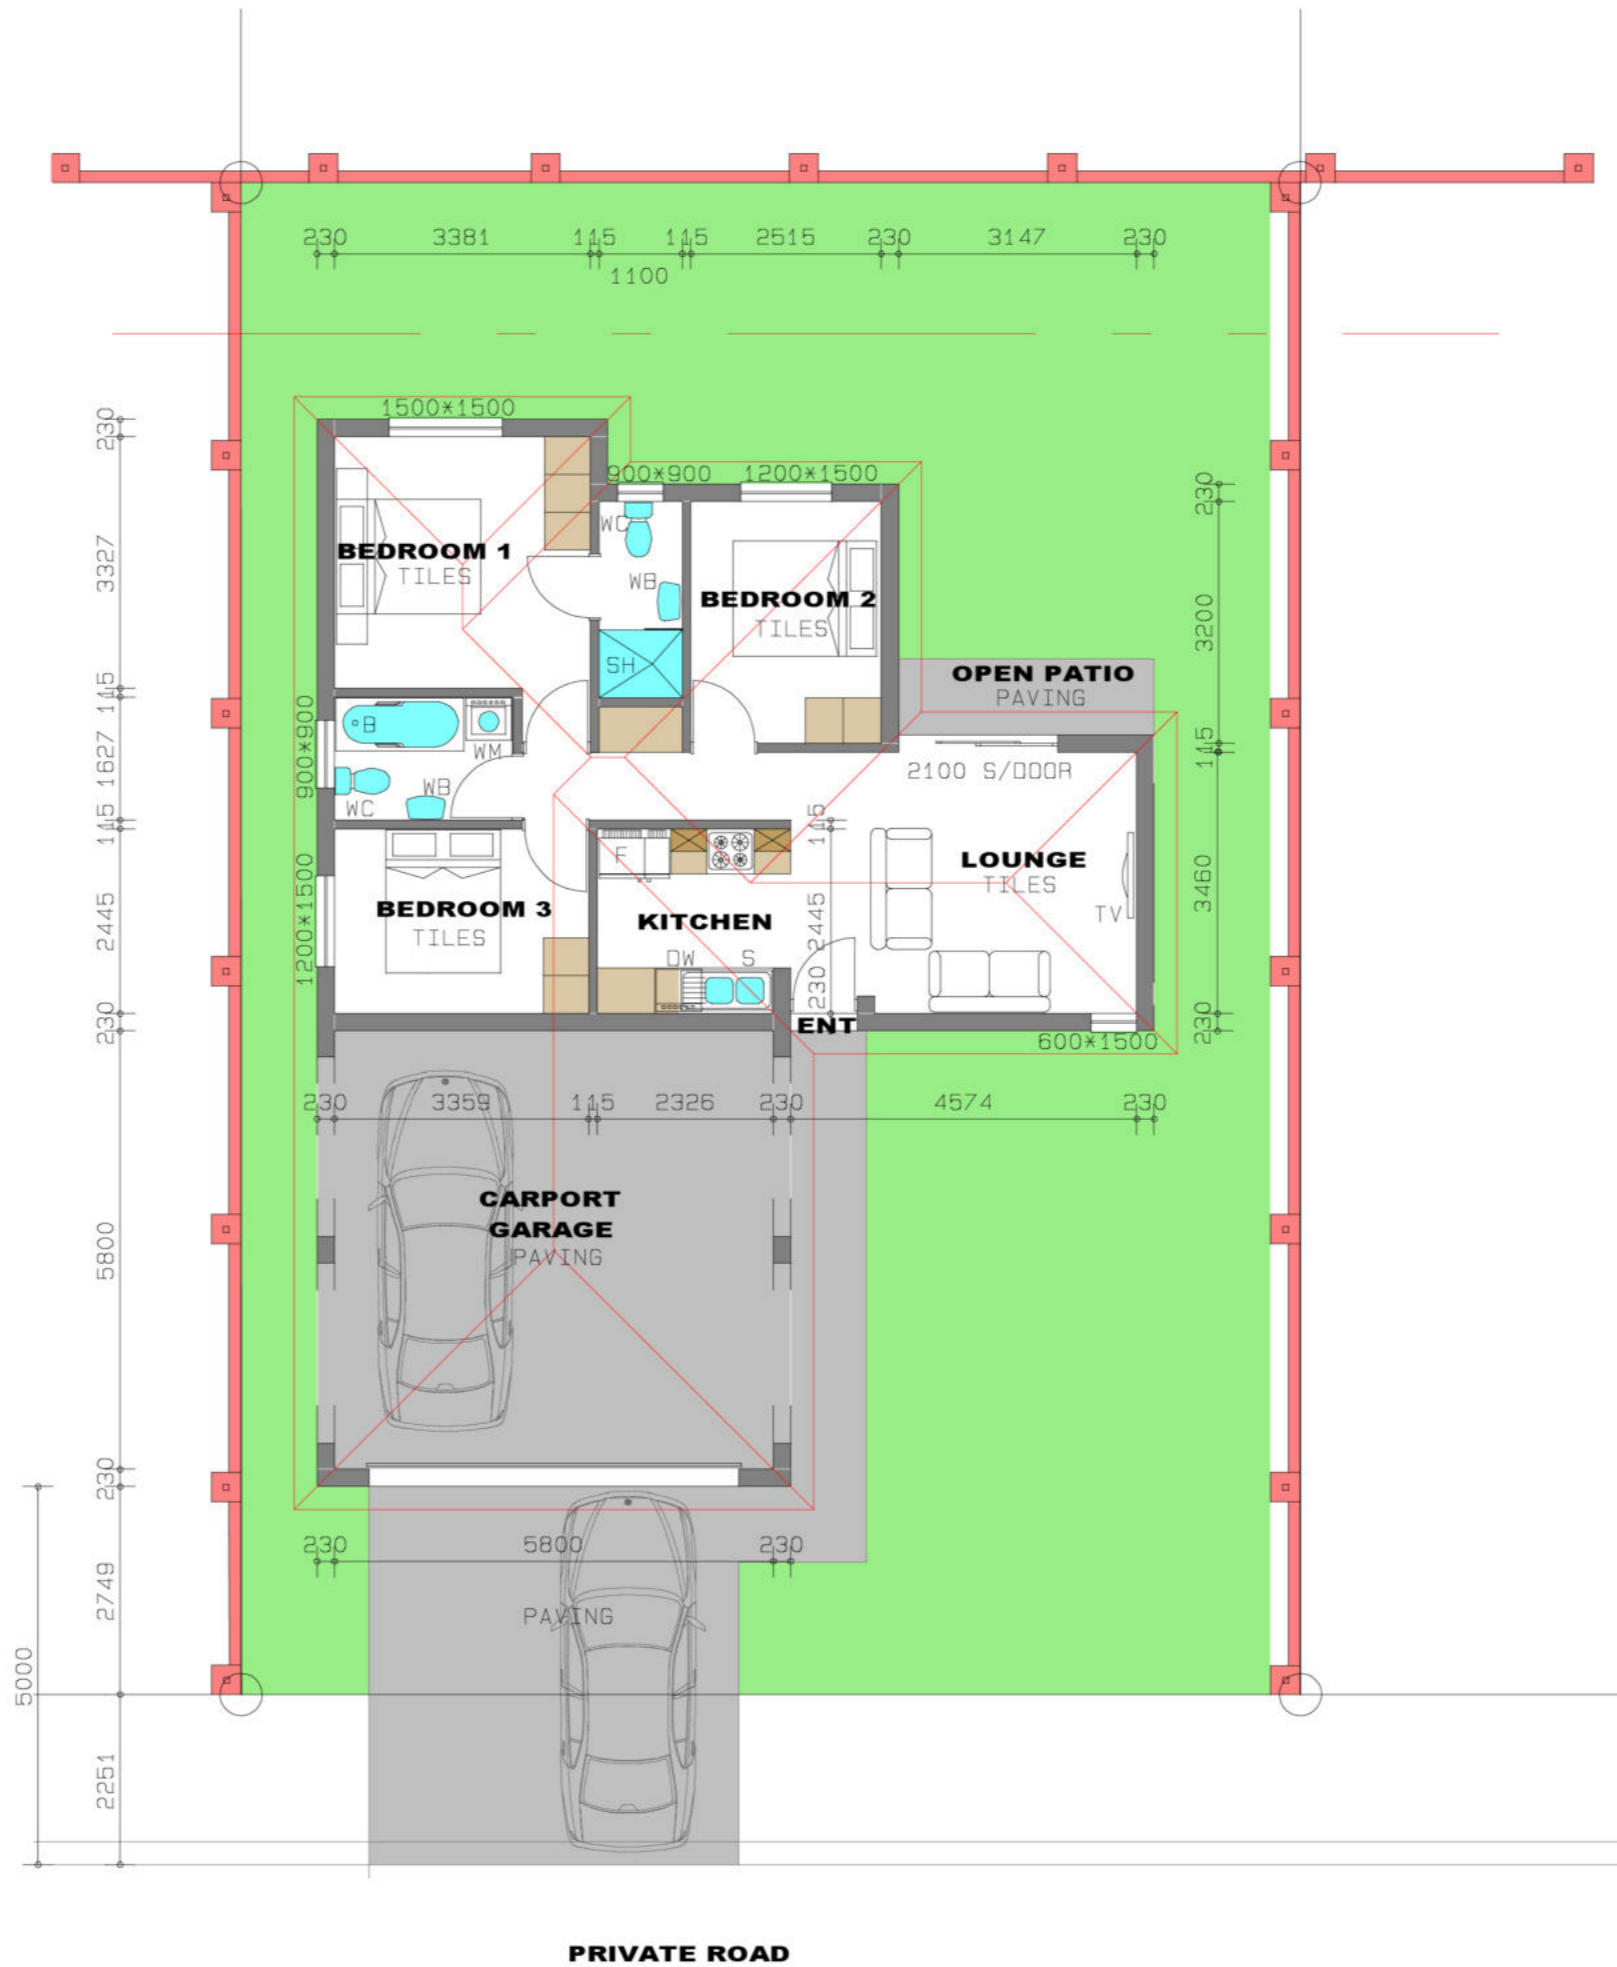 230 3381 115 115 2515 230 3147 230
1100
1500*1500
230
900*900 1200*1500
230
WC
BEDROOM 1
TILES
3327
WB
BEDROOM 2
TILES
3200
SH
OPEN PATIO
PAVING
115
B
WM
900*900
1627
2100 S/DOOR
115
WC
WB
115
115
F
LOUNGE
TILES
3460
1200*1500
2445
BEDROOM 3
TILES
KITCHEN
2445
TV
DW
S
230
230
ENT
600*1500
230
230 3359 115 2326 230 4574 230
CARPORT
GARAGE
PAVING
5800
230
230 5800 230
2749
PAVING
5000
2251
PRIVATE ROAD